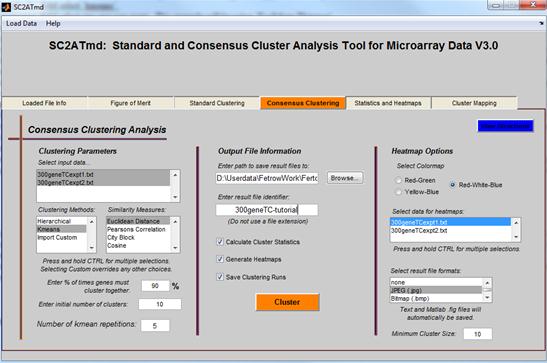 SC2ATmd
Load Data Help
SC2ATmd: Standard and Consensus Cluster Analysis Tool for Microarray Data V3.0
Loaded File Info Figure of Merit Standard Clustering Consensus Clustering Statistics and Heatmaps Cluster Mapping
Consensus Clustering Analysis
Clustering Parameters
Select input data...
300geneTCexpt1.txt
300geneTCexpt2.txt
Clustering Methods: Similarity Measures:
Hierarchical
Kmeans
Import Custom
Euclidean Distance
Pearsons Correlation
City Block
Cosine
Press and hold CTRL for multiple selections.
Selecting Custom overrides any other choices.
Enter % of times genes must cluster together. 90 %
Enter initial number of clusters: 10
Number of kmean repetitions: 5
Output File Information
Enter path to save result files to:
D:\Userdata\FetrowWork\Fertc
Browse...
Enter result file identifier:
300geneTC-tutorial
(Do not use a file extension)
Calculate Cluster Statistics
Generate Heatmaps
Save Clustering Runs
Cluster
Heatmap Options
Select Colormap
Red-Green
Red-White-Blue
Yellow-Blue
Select data for heatmaps:
300geneTCexpt1.txt
300geneTCexpt2.txt
Press and hold CTRL for multiple selections.
Select result file formats:
none
JPEG (.jpg)
Bitmap (.bmp)
Text and Matlab .fig files will
automatically be saved.
Minimum Cluster Size: 10